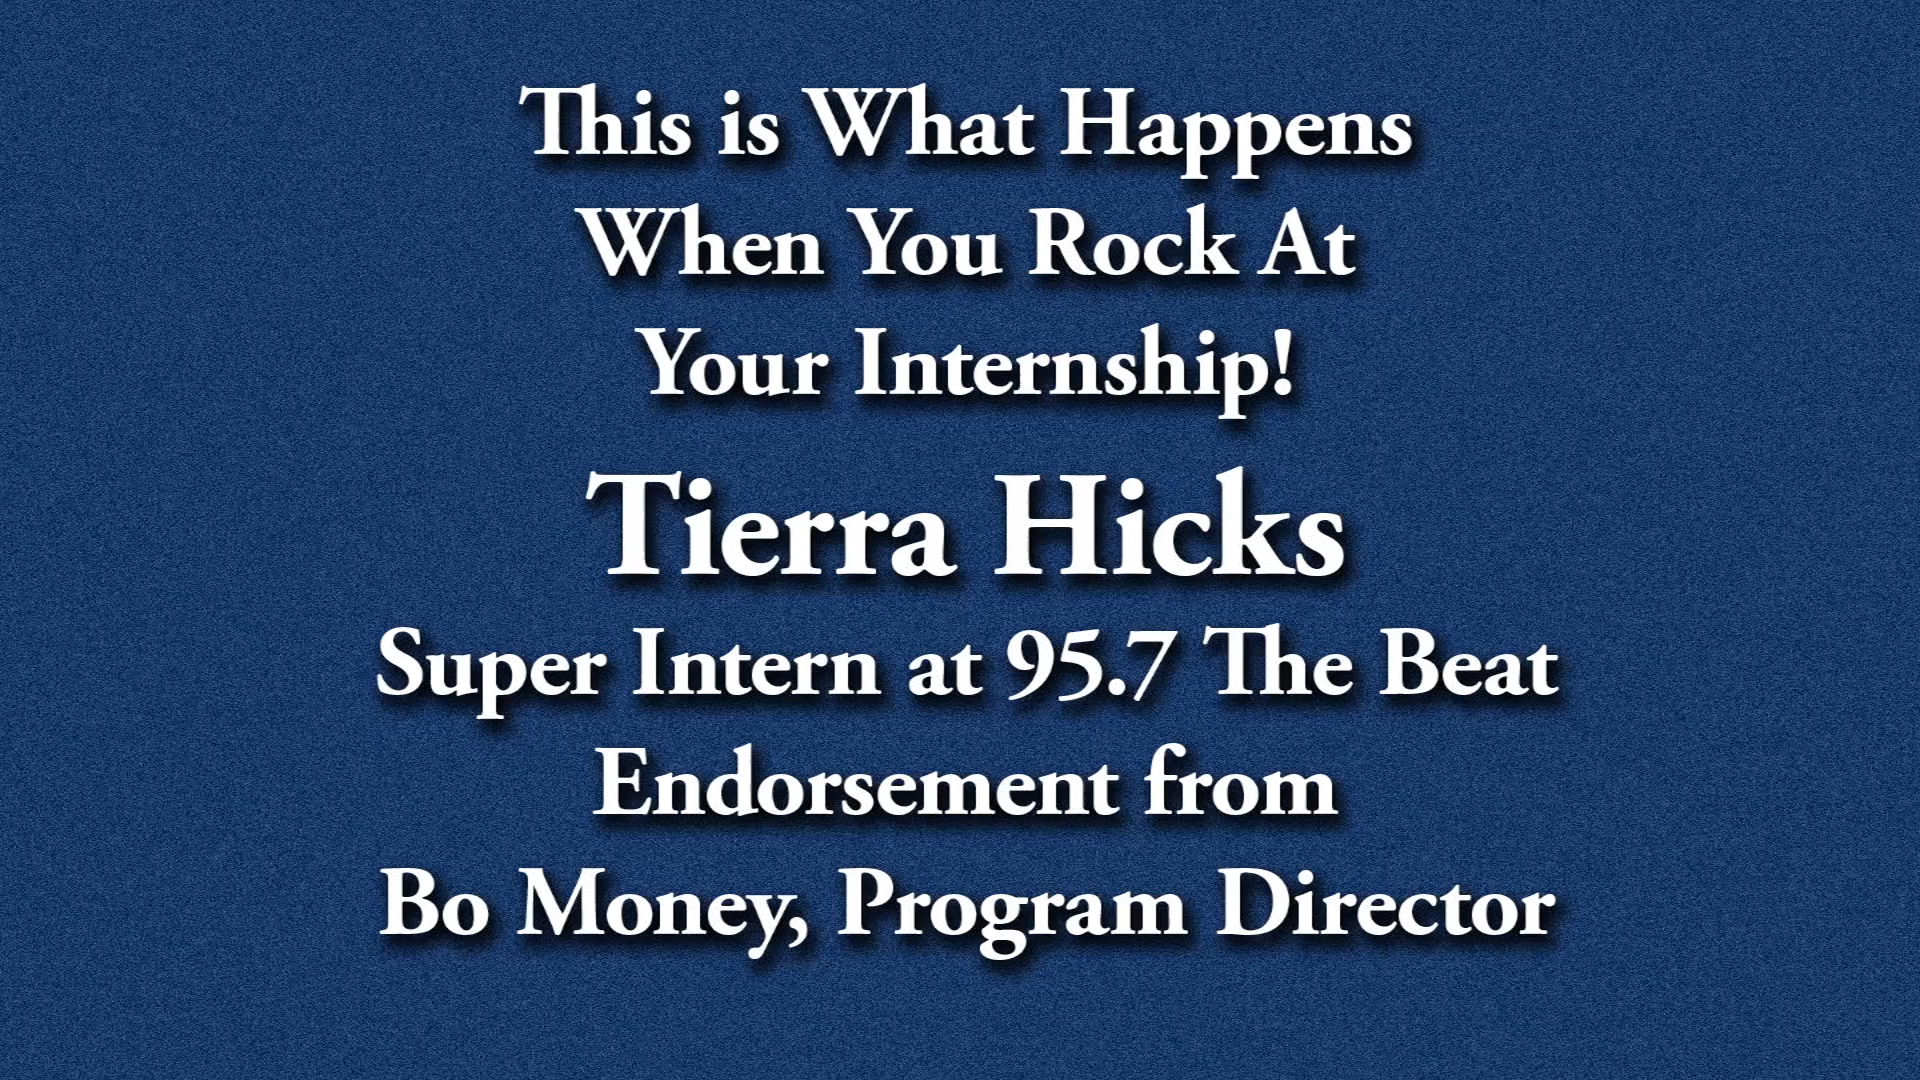 This is What Happens
When You Rock At
Your Internship!
Tierra Hicks
Super Intern at 95.7 The Beat
Endorsement from
Bo Money, Program Director